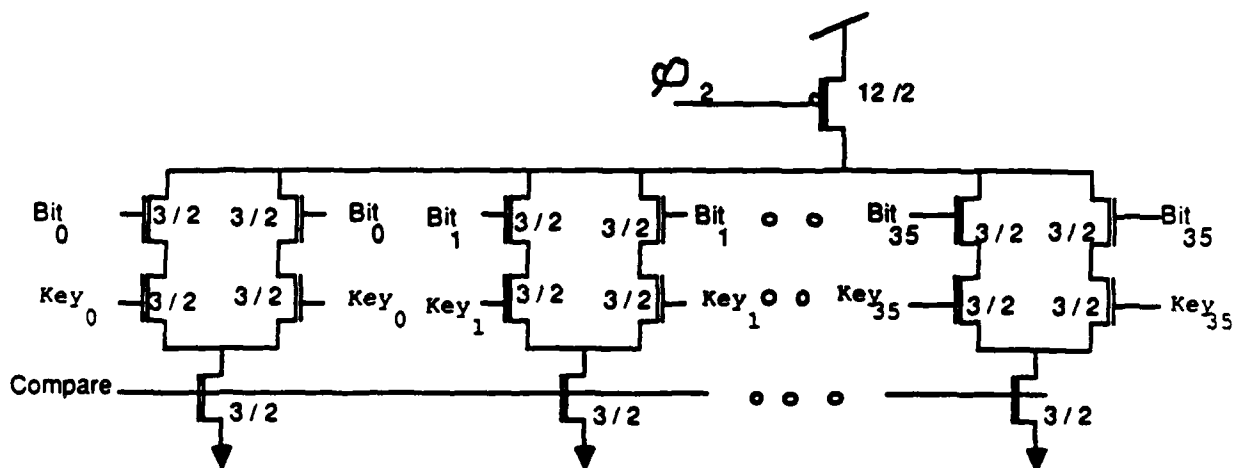 φ2 12/2
Bit0 3/2 3/2 Bit0 Bit1 3/2 3/2 Bit1 o o Bit35 3/2 3/2 Bit35
Key0 3/2 3/2 Key0 Key1 3/2 3/2 Key1 o o Key35 3/2 3/2 Key35
Compare 3/2 3/2 o o o 3/2